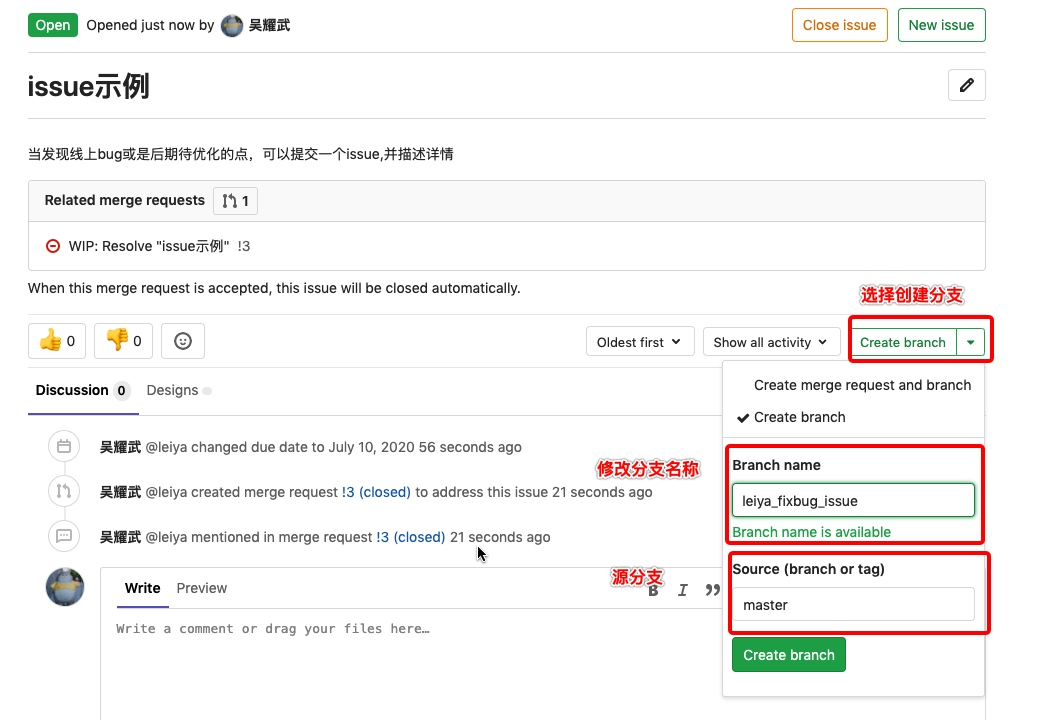 Open Opened just now by 吴耀武 Close issue New issue
issue示例
当发现线上bug或是后期待优化的点，可以提交一个issue,并描述详情
Related merge requests 1
WIP: Resolve "issue示例" !3
When this merge request is accepted, this issue will be closed automatically.
选择创建分支
👍 0 👎 0 Oldest first Show all activity Create branch
Create merge request and branch
Discussion 0 Designs
Create branch
吴耀武 @leiya changed due date to July 10, 2020 56 seconds ago
修改分支名称
Branch name
吴耀武 @leiya created merge request !3 (closed) to address this issue 21 seconds ago
leiya_fixbug_issue
Branch name is available
吴耀武 @leiya mentioned in merge request !3 (closed) 21 seconds ago
源分支
Source (branch or tag)
Write Preview B I ”
master
Write a comment or drag your files here…
Create branch